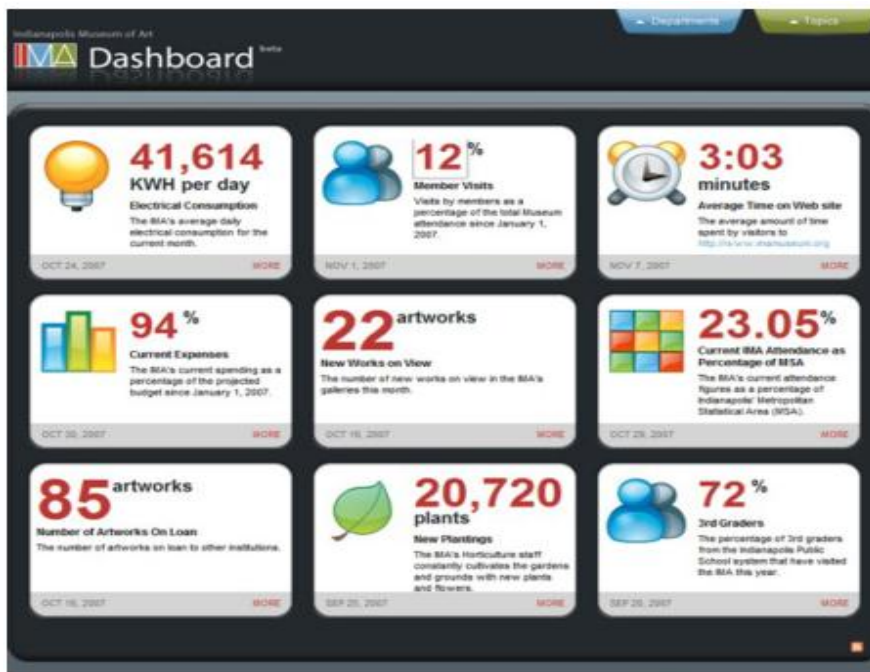 Departments
Topics
Indianapolis Museum of Art
IMA Dashboard beta
41,614
KWH per day
Electrical Consumption
The IMA's average daily
electrical consumption for the
current month.
OCT 24, 2007 MORE
12 %
Member Visits
Visits by members as a
percentage of the total Museum
attendance since January 1,
2007.
NOV 1, 2007 MORE
3:03
minutes
Average Time on Web site
The average amount of time
spent by visitors to
http://www.imamuseum.org
NOV 7, 2007 MORE
94 %
Current Expenses
The IMA's current spending as a
percentage of the projected
budget since January 1, 2007.
OCT 30, 2007 MORE
22 artworks
New Works on View
The number of new works on view in the IMA's
galleries this month.
OCT 19, 2007 MORE
23.05%
Current IMA Attendance as
Percentage of MSA
The IMA's current attendance
figures as a percentage of
Indianapolis' Metropolitan
Statistical Area (MSA).
OCT 29, 2007 MORE
85 artworks
Number of Artworks On Loan
The number of artworks on loan to other institutions.
OCT 19, 2007 MORE
20,720
plants
New Plantings
The IMA's Horticulture staff
constantly cultivates the gardens
and grounds with new plants
and flowers.
SEP 25, 2007 MORE
72 %
3rd Graders
The percentage of 3rd graders
from the Indianapolis Public
School system that have visited
the IMA this year.
SEP 20, 2007 MORE